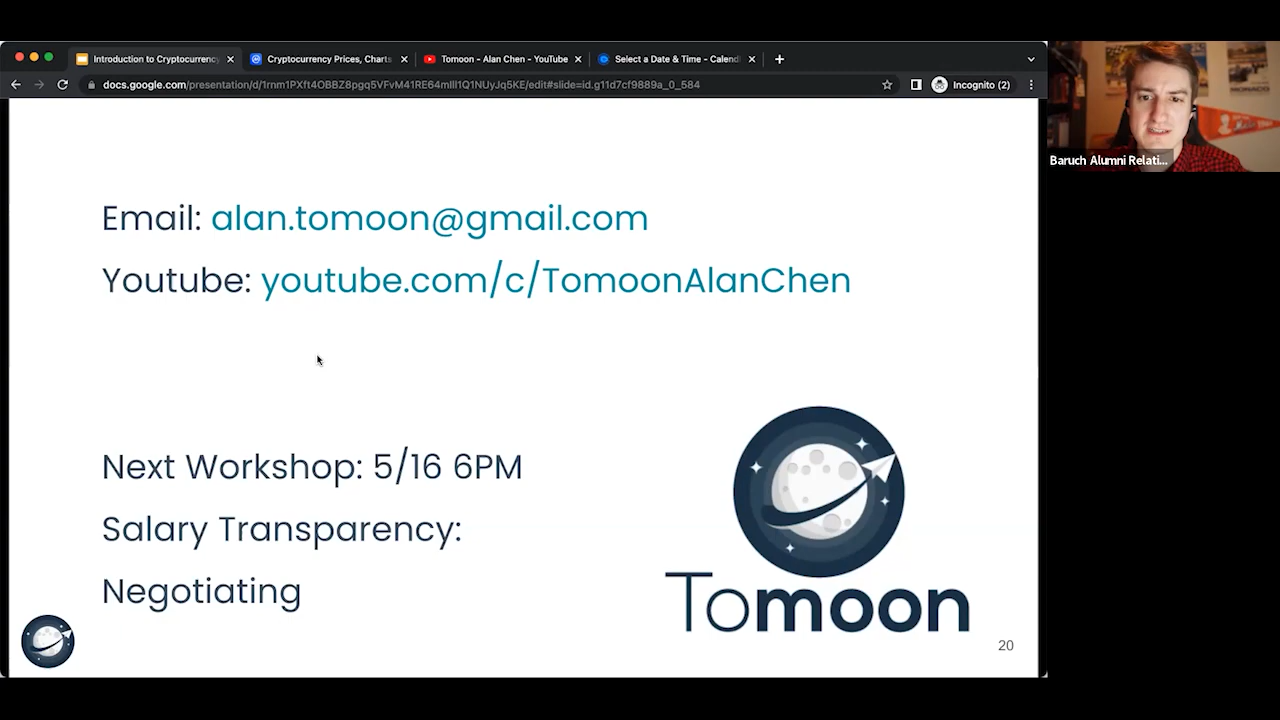 Introduction to Cryptocurrency
Cryptocurrency Prices, Charts
Tomoon - Alan Chen - YouTube
Select a Date & Time - Calendl
docs.google.com/presentation/d/1rnm1PXft4OBBZ8pgq5VFvM41RE64mIll1Q1NUyJq5KE/edit#slide=id.g11d7cf9889a_0_584
Incognito (2)
Baruch Alumni Relati...
Email: alan.tomoon@gmail.com
Youtube: youtube.com/c/TomoonAlanChen
Next Workshop: 5/16 6PM
Salary Transparency:
Negotiating
Tomoon
20